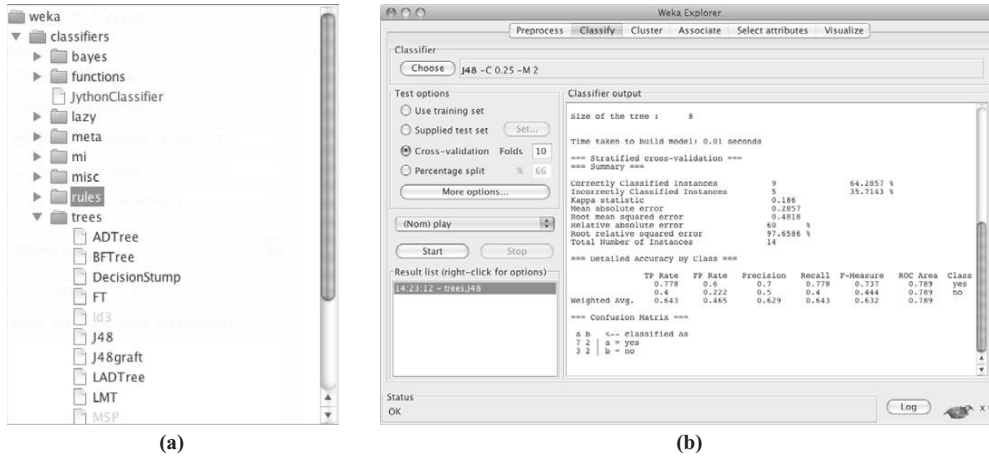 weka
classifiers
bayes
functions
JythonClassifier
lazy
meta
mi
misc
rules
trees
ADTree
BFTree
DecisionStump
FT
Id3
J48
J48graft
LADTree
LMT
M5P
(a)
Weka Explorer
Preprocess Classify Cluster Associate Select attributes Visualize
Classifier
Choose J48 -C 0.25 -M 2
Test options
Use training set
Supplied test set Set...
Cross-validation Folds 10
Percentage split % 66
More options...
(Nom) play
Start Stop
Result list (right-click for options)
14:23:12 - trees.J48
Classifier output
Size of the tree : 8
Time taken to build model: 0.01 seconds
=== Stratified cross-validation ===
=== Summary ===
Correctly Classified Instances 9 64.2857 %
Incorrectly Classified Instances 5 35.7143 %
Kappa statistic 0.186
Mean absolute error 0.2857
Root mean squared error 0.4818
Relative absolute error 60 %
Root relative squared error 97.6586 %
Total Number of Instances 14
=== Detailed Accuracy By Class ===
TP Rate FP Rate Precision Recall F-Measure ROC Area Class
0.778 0.6 0.7 0.778 0.737 0.789 yes
0.4 0.222 0.5 0.4 0.444 0.789 no
Weighted Avg. 0.643 0.465 0.629 0.643 0.632 0.789
=== Confusion Matrix ===
a b <-- classified as
7 2 | a = yes
3 2 | b = no
Status
OK
Log
x
(b)